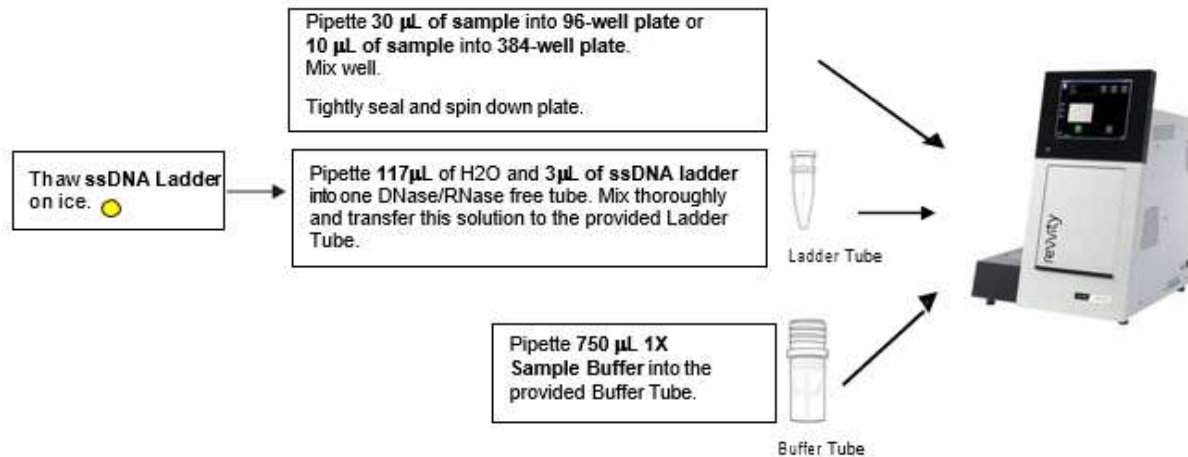 Pipette 30 µL of sample into 96-well plate or
10 µL of sample into 384-well plate.
Mix well.
Tightly seal and spin down plate.
Thaw ssDNA Ladder
on ice.
Pipette 117µL of H2O and 3µL of ssDNA ladder
into one DNase/RNase free tube. Mix thoroughly
and transfer this solution to the provided Ladder
Tube.
Ladder Tube
revvity
Pipette 750 µL 1X
Sample Buffer into the
provided Buffer Tube.
Buffer Tube